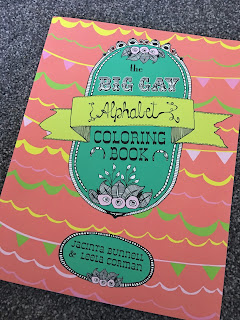 the
BIG GAY
Alphabet
COLORING
BOOK
Jacinta Bunnell
& Leela Corman